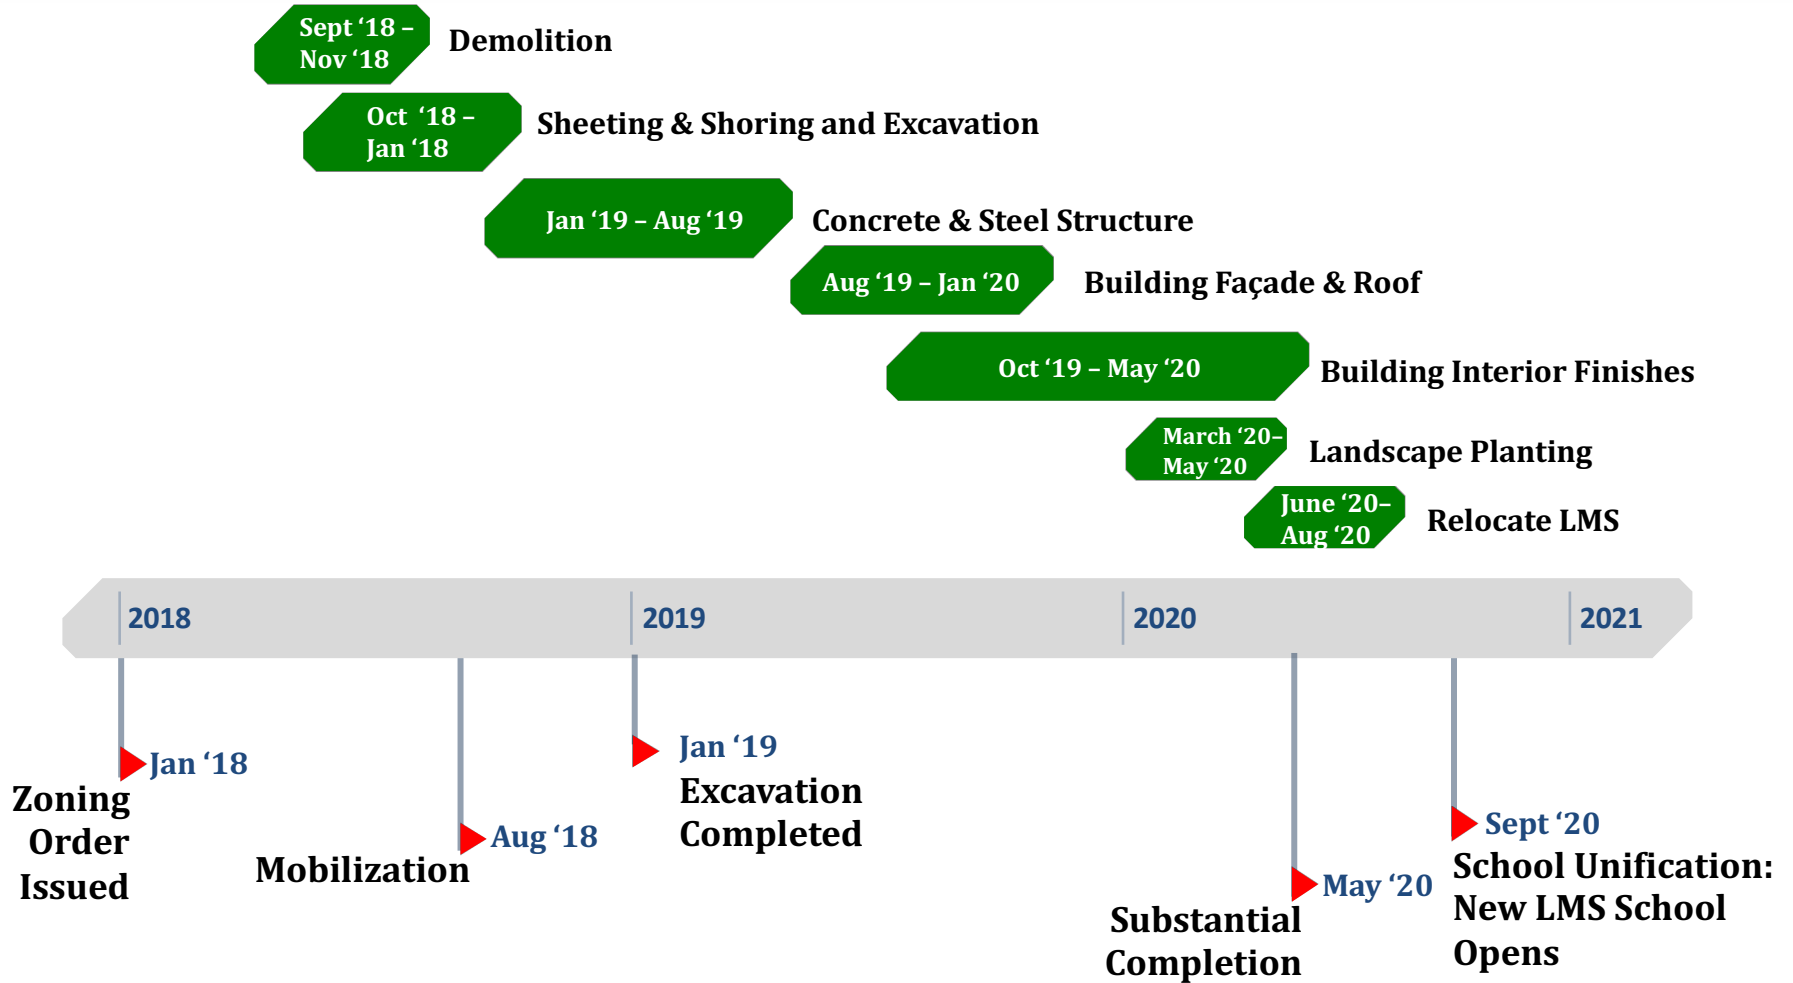 Sept ‘18 –
Nov ‘18
Demolition
Oct  ‘18 –
Jan ‘18
Sheeting & Shoring and Excavation
Jan ‘19 – Aug ‘19
Concrete & Steel Structure
Aug ‘19 – Jan ‘20
Building Façade & Roof
Oct ‘19 – May ‘20
Building Interior Finishes
March ‘20–
May ‘20
Landscape Planting
June ‘20–
Aug ‘20
Relocate LMS
2018
2019
2020
2021
Jan ‘18
Zoning
Order
Issued
Aug ‘18
Mobilization
Jan ‘19
Excavation
Completed
May ‘20
Substantial
Completion
Sept ‘20
School Unification:
New LMS School
Opens